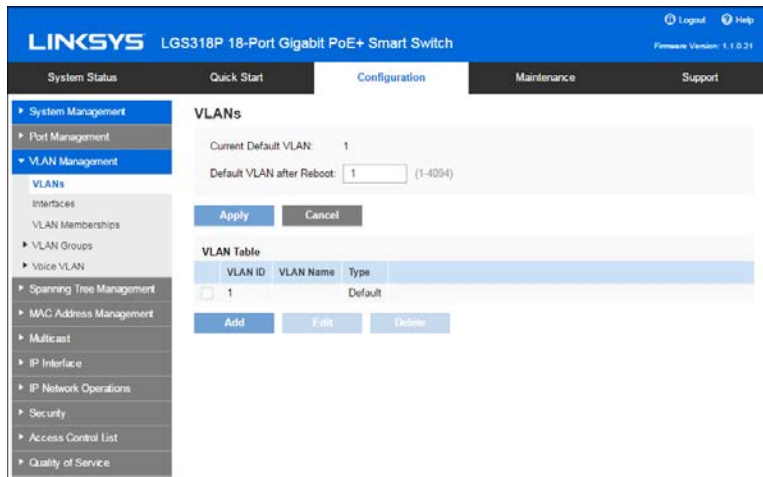 Logout Help
LINKSYS LGS318P 18-Port Gigabit PoE+ Smart Switch
Firmware Version: 1.1.0.21
System Status Quick Start Configuration Maintenance Support
System Management
Port Management
VLAN Management
VLANs
Interfaces
VLAN Memberships
VLAN Groups
Voice VLAN
Spanning Tree Management
MAC Address Management
Multicast
IP Interface
IP Network Operations
Security
Access Control List
Quality of Service
VLANs
Current Default VLAN: 1
Default VLAN after Reboot: 1 (1-4094)
Apply Cancel
VLAN Table
VLAN ID VLAN Name Type
1 Default
Add Edit Delete